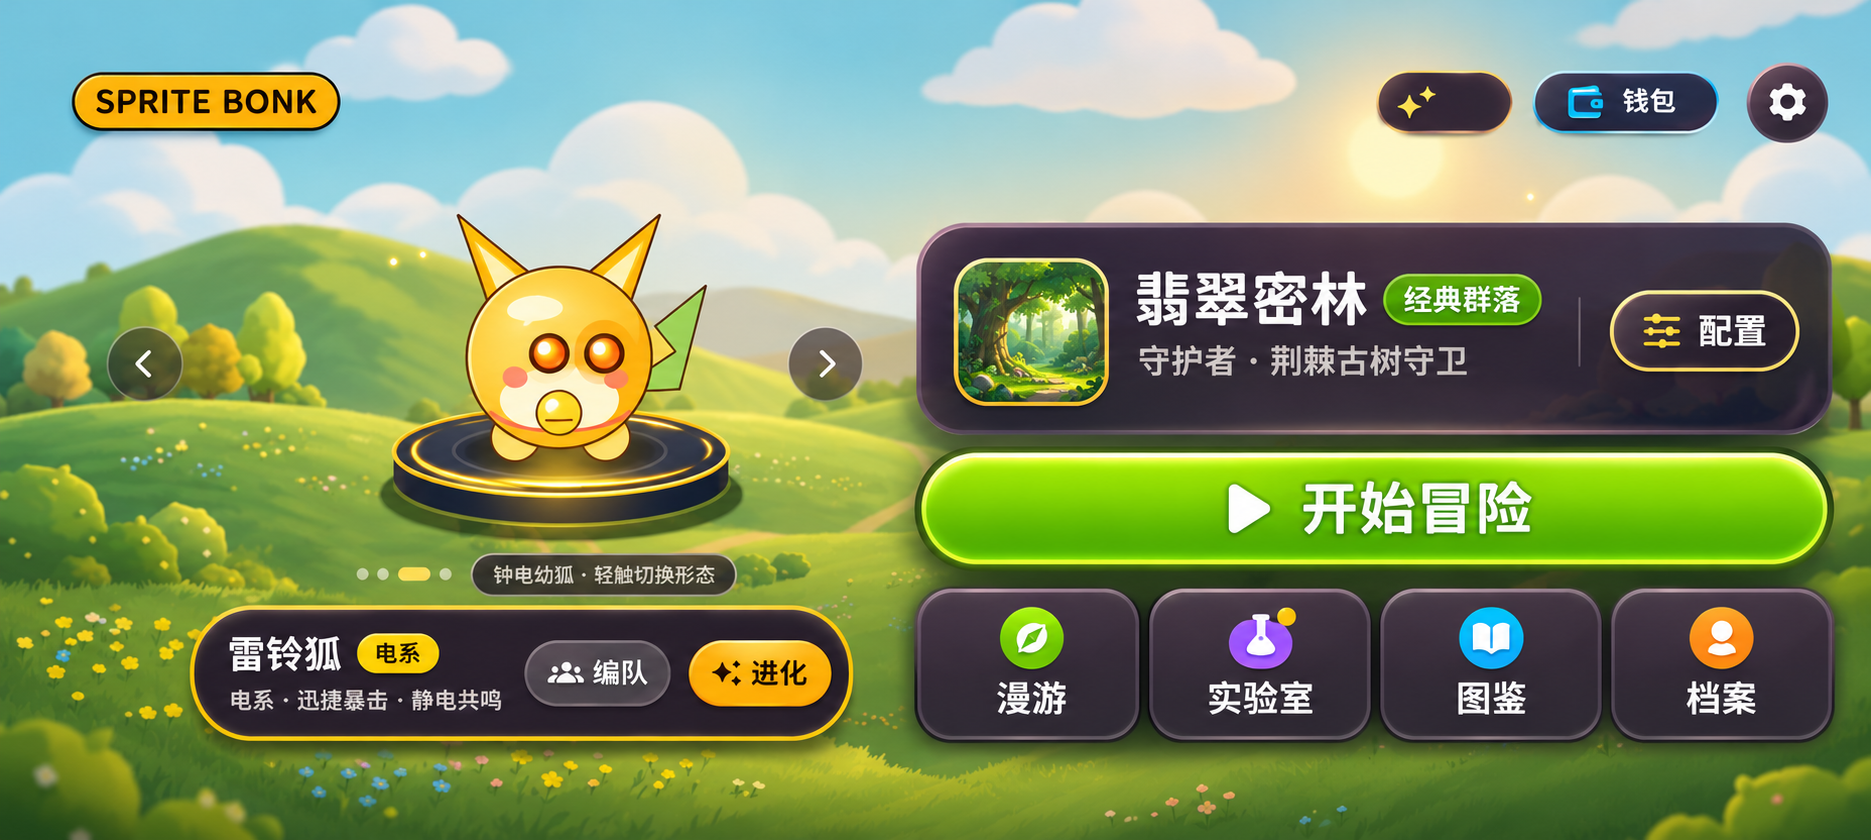 SPRITE BONK
钱包
翡翠密林
经典群落
守护者 · 荆棘古树守卫
配置
开始冒险
钟电幼狐 · 轻触切换形态
雷铃狐
电系
电系 · 迅捷暴击 · 静电共鸣
编队
进化
漫游
实验室
图鉴
档案